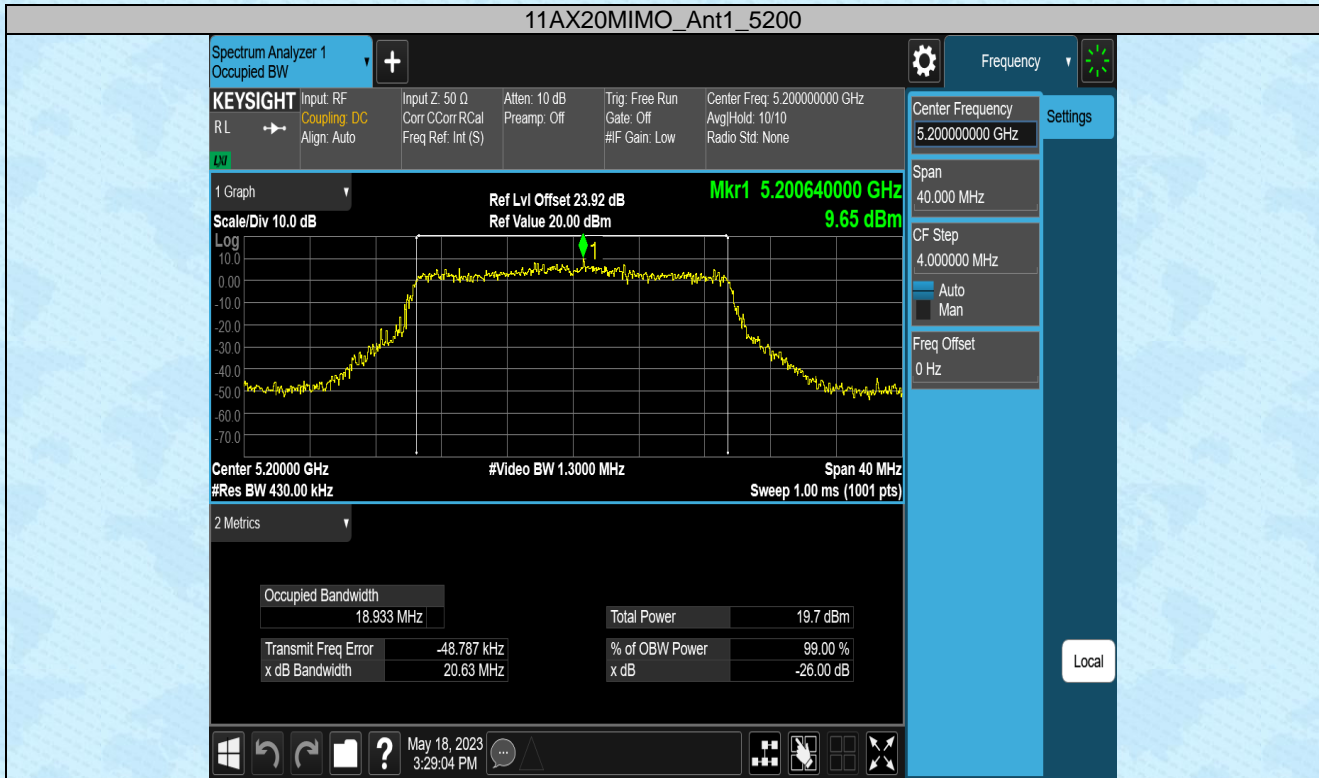 11AX20MIMO_Ant1_5200
Spectrum Analyzer 1
Occupied BW
+
Frequency
KEYSIGHT
R L
LXI
Input: RF
Coupling: DC
Align: Auto
Input Z: 50 Ω
Corr CCorr RCal
Freq Ref: Int (S)
Atten: 10 dB
Preamp: Off
Trig: Free Run
Gate: Off
#IF Gain: Low
Center Freq: 5.200000000 GHz
Avg|Hold: 10/10
Radio Std: None
Center Frequency
5.200000000 GHz
Settings
Span
40.000 MHz
CF Step
4.000000 MHz
Auto
Man
Freq Offset
0 Hz
Local
1 Graph
Scale/Div 10.0 dB
Ref Lvl Offset 23.92 dB
Ref Value 20.00 dBm
Mkr1 5.200640000 GHz
9.65 dBm
Log
1
10.0
0.00
-10.0
-20.0
-30.0
-40.0
-50.0
-60.0
-70.0
Center 5.20000 GHz
#Video BW 1.3000 MHz
Span 40 MHz
#Res BW 430.00 kHz
Sweep 1.00 ms (1001 pts)
2 Metrics
Occupied Bandwidth
18.933 MHz
Total Power 19.7 dBm
Transmit Freq Error -48.787 kHz
% of OBW Power 99.00 %
x dB Bandwidth 20.63 MHz
x dB -26.00 dB
?
May 18, 2023
3:29:04 PM